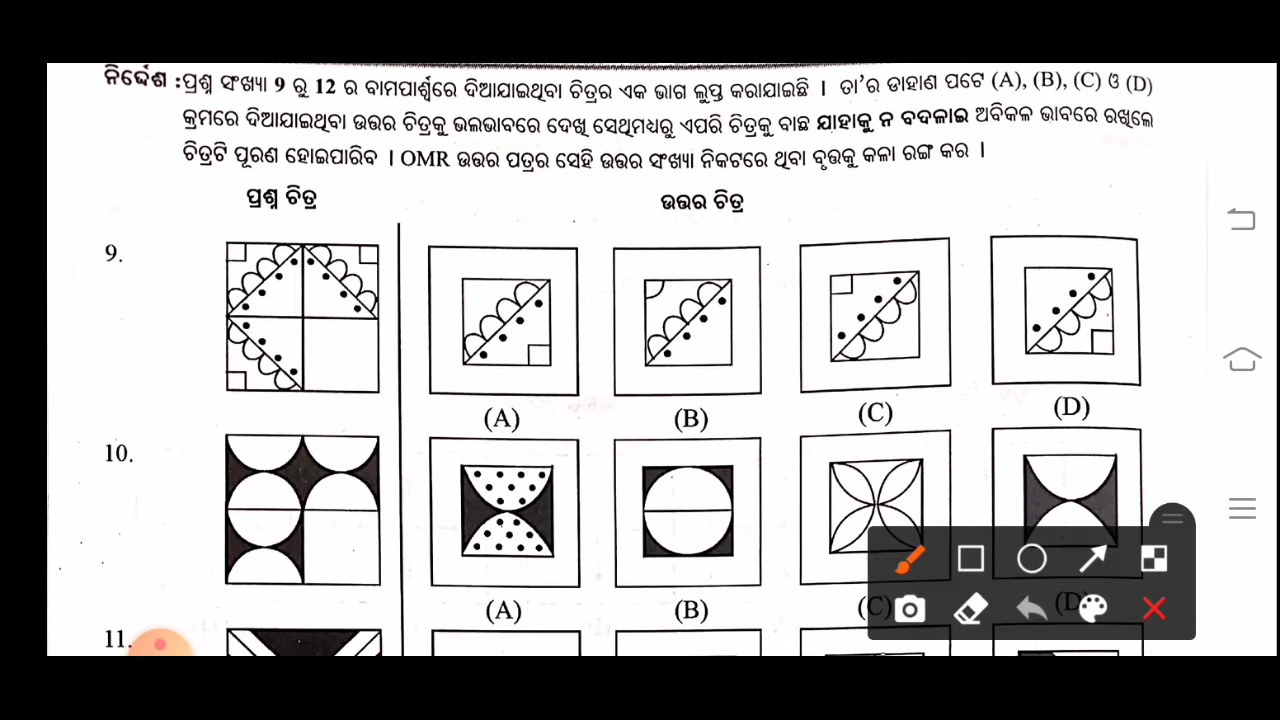 ନିର୍ଦ୍ଦେଶ : ପ୍ରଶ୍ନ ସଂଖ୍ୟା 9 ରୁ 12 ର ବାମପାର୍ଶ୍ୱରେ ଦିଆଯାଇଥିବା ଚିତ୍ରର ଏକ ଭାଗ ଲୁପ୍ତ କରାଯାଇଛି । ତା'ର ଡାହାଣ ପଟେ (A), (B), (C) ଓ (D)
କ୍ରମରେ ଦିଆଯାଇଥିବା ଉତ୍ତର ଚିତ୍ରକୁ ଭଲଭାବରେ ଦେଖି ସେଥିମଧ୍ୟରୁ ଏପରି ଚିତ୍ରକୁ ବାଛ ଯାହାକୁ ନ ବଦଳାଇ ଅବିକଳ ଭାବରେ ରଖିଲେ
ଚିତ୍ରଟି ପୂରଣ ହୋଇପାରିବ । OMR ଉତ୍ତର ପତ୍ରର ସେହି ଉତ୍ତର ସଂଖ୍ୟା ନିକଟରେ ଥିବା ବୃତ୍ତକୁ କଳା ରଙ୍ଗ କର ।
ପ୍ରଶ୍ନ ଚିତ୍ର ଉତ୍ତର ଚିତ୍ର
9.
(A) (B) (C) (D)
10.
(A) (B) (C) (D)
11.